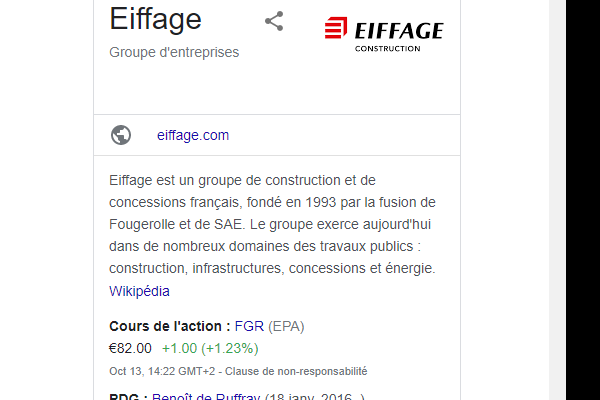 Eiffage
EIFFAGE
CONSTRUCTION
Groupe d'entreprises
eiffage.com
Eiffage est un groupe de construction et de
concessions français, fondé en 1993 par la fusion de
Fougerolle et de SAE. Le groupe exerce aujourd'hui
dans de nombreux domaines des travaux publics :
construction, infrastructures, concessions et énergie.
Wikipédia
Cours de l'action : FGR (EPA)
€82.00 +1.00 (+1.23%)
Oct 13, 14:22 GMT+2 - Clause de non-responsabilité
PDG : Benoît de Ruffray (18 janv. 2016–)